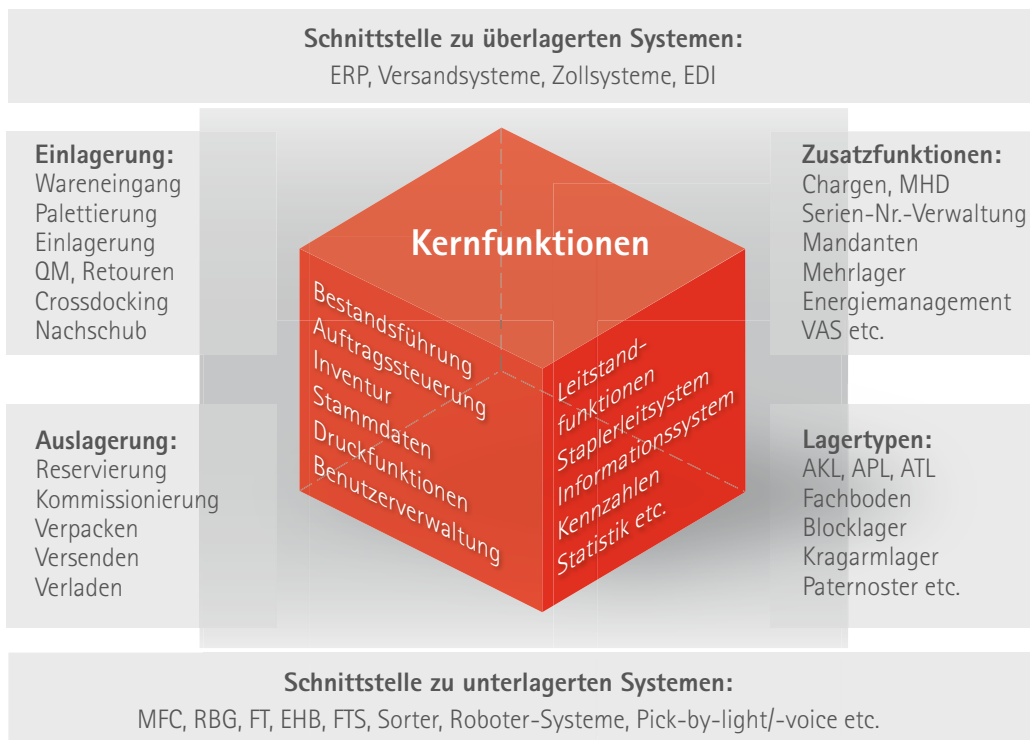 Schnittstelle zu überlagerten Systemen:
ERP, Versandsysteme, Zollsysteme, EDI
Einlagerung:
Wareneingang
Palettierung
Einlagerung
QM, Retouren
Crossdocking
Nachschub
Zusatzfunktionen:
Chargen, MHD
Serien-Nr.-Verwaltung
Mandanten
Mehrlager
Energiemanagement
VAS etc.
Kernfunktionen
Bestandsführung
Auftragssteuerung
Inventur
Stammdaten
Druckfunktionen
Benutzerverwaltung
Leitstand-
funktionen
Staplerleitsystem
Informationssystem
Kennzahlen
Statistik etc.
Auslagerung:
Reservierung
Kommissionierung
Verpacken
Versenden
Verladen
Lagertypen:
AKL, APL, ATL
Fachboden
Blocklager
Kragarmlager
Paternoster etc.
Schnittstelle zu unterlagerten Systemen:
MFC, RBG, FT, EHB, FTS, Sorter, Roboter-Systeme, Pick-by-light/-voice etc.